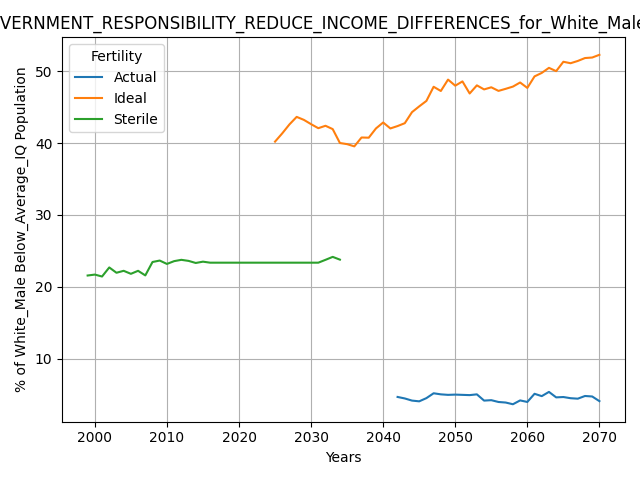 VERNMENT_RESPONSIBILITY_REDUCE_INCOME_DIFFERENCES_for_White_Male
Fertility
Actual
Ideal
Sterile
% of White_Male Below_Average_IQ Population
50
40
30
20
10
2000 2010 2020 2030 2040 2050 2060 2070
Years